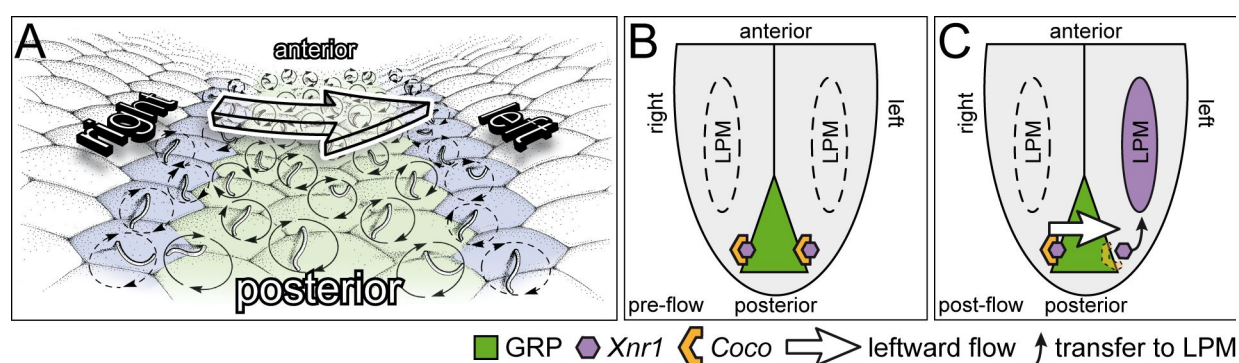 A
anterior
right
left
posterior
B
anterior
right
LPM
LPM
left
pre-flow
posterior
C
anterior
right
LPM
LPM
left
post-flow
posterior
GRP
Xnr1
Coco
leftward flow
transfer to LPM